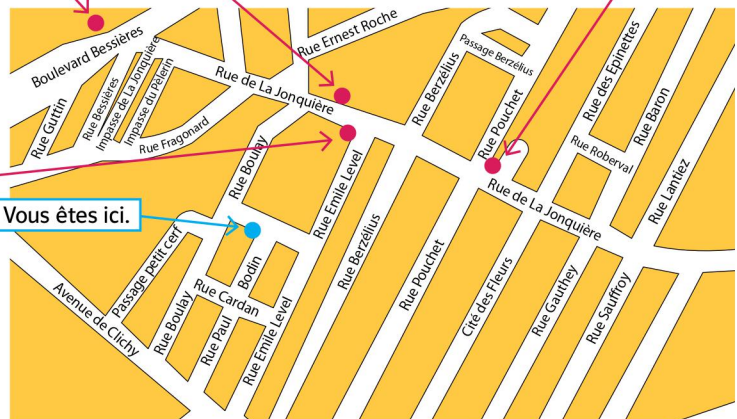 Boulevard Bessières
Rue Ernest Roche
Passage Berzélius
Rue des Epinettes
Rue Guttin
Rue Bessières
Impasse de La Jonquière
Impasse du Pèlerin
Rue de La Jonquière
Rue Berzélius
Rue Pouchet
Rue Baron
Rue Fragonard
Rue Boulay
Rue Roberval
Rue Lantiez
Rue de La Jonquière
Vous êtes ici.
Passage petit cerf
Bodin
Rue Emile Level
Rue Berzélius
Rue Pouchet
Cité des Fleurs
Rue Gauthey
Rue Sauffroy
Avenue de Clichy
Rue Boulay
Rue Cardan
Rue Paul
Rue Emile Level